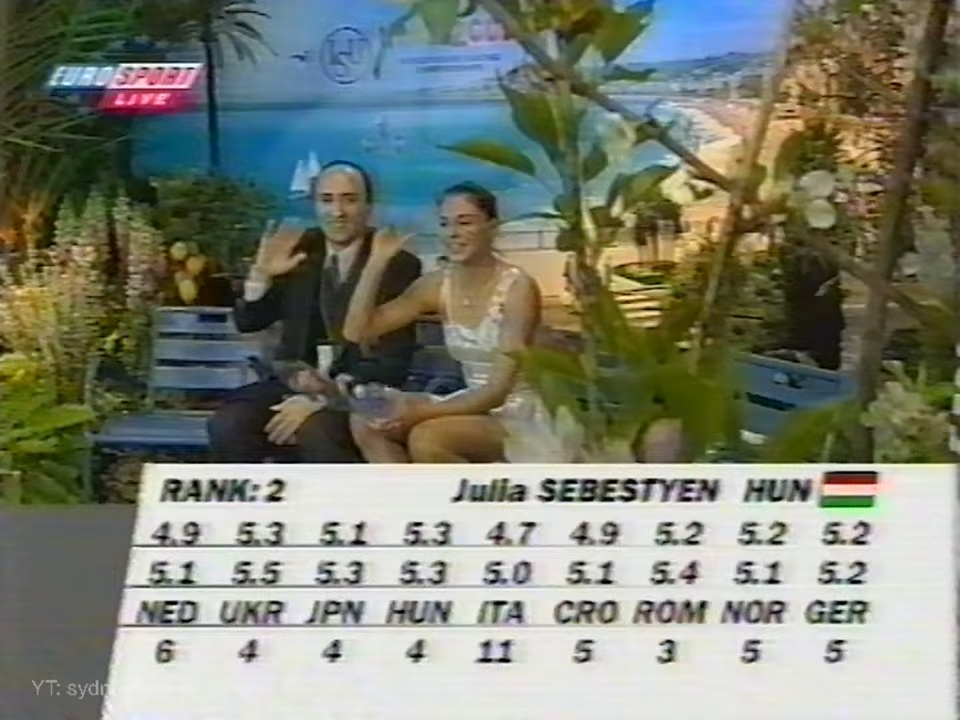 EUROSPORT
LIVE
ISU
RANK: 2 Julia SEBESTYEN HUN
4.9 5.3 5.1 5.3 4.7 4.9 5.2 5.2 5.2
5.1 5.5 5.3 5.3 5.0 5.1 5.4 5.1 5.2
NED UKR JPN HUN ITA CRO ROM NOR GER
6 4 4 4 11 5 3 5 5
YT: